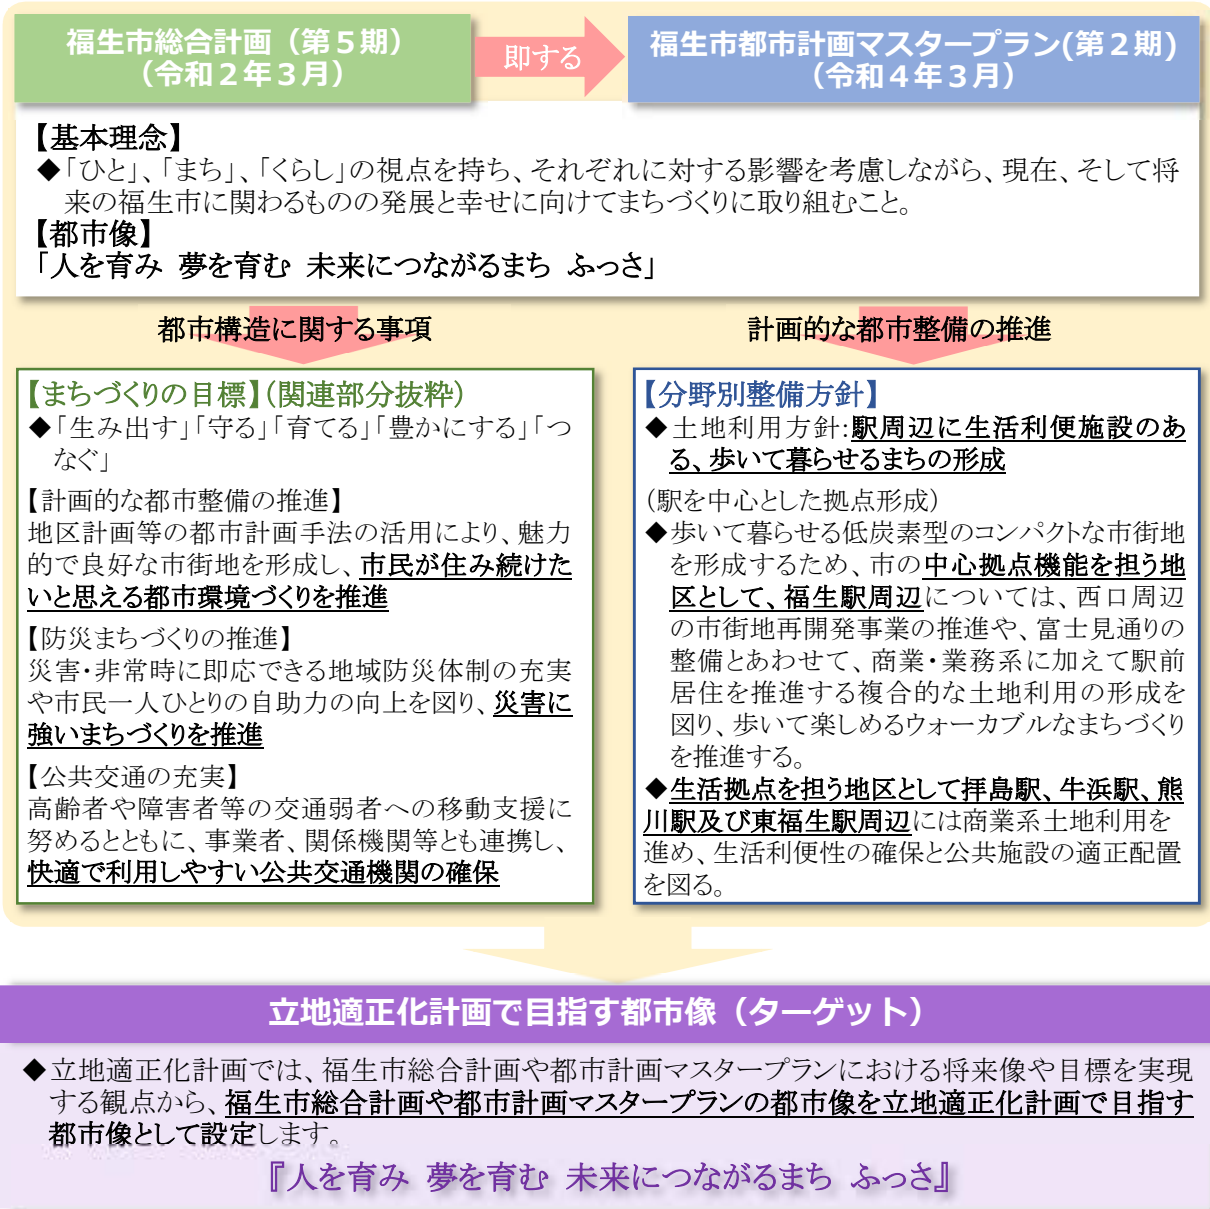 福生市総合計画（第５期）
（令和２年３月）
即する
福生市都市計画マスタープラン(第２期)
（令和４年３月）
【基本理念】
◆「ひと」、「まち」、「くらし」の視点を持ち、それぞれに対する影響を考慮しながら、現在、そして将
来の福生市に関わるものの発展と幸せに向けてまちづくりに取り組むこと。
【都市像】
「人を育み 夢を育む 未来につながるまち ふっさ」
都市構造に関する事項
【まちづくりの目標】（関連部分抜粋）
◆「生み出す」「守る」「育てる」「豊かにする」「つ
なぐ」
【計画的な都市整備の推進】
地区計画等の都市計画手法の活用により、魅力
的で良好な市街地を形成し、市民が住み続けた
いと思える都市環境づくりを推進
【防災まちづくりの推進】
災害・非常時に即応できる地域防災体制の充実
や市民一人ひとりの自助力の向上を図り、災害に
強いまちづくりを推進
【公共交通の充実】
高齢者や障害者等の交通弱者への移動支援に
努めるとともに、事業者、関係機関等とも連携し、
快適で利用しやすい公共交通機関の確保
計画的な都市整備の推進
【分野別整備方針】
◆土地利用方針:駅周辺に生活利便施設のあ
る、歩いて暮らせるまちの形成
（駅を中心とした拠点形成）
◆歩いて暮らせる低炭素型のコンパクトな市街地
を形成するため、市の中心拠点機能を担う地
区として、福生駅周辺については、西口周辺
の市街地再開発事業の推進や、富士見通りの
整備とあわせて、商業・業務系に加えて駅前
居住を推進する複合的な土地利用の形成を
図り、歩いて楽しめるウォーカブルなまちづくり
を推進する。
◆生活拠点を担う地区として拝島駅、牛浜駅、熊
川駅及び東福生駅周辺には商業系土地利用を
進め、生活利便性の確保と公共施設の適正配置
を図る。
立地適正化計画で目指す都市像（ターゲット）
◆立地適正化計画では、福生市総合計画や都市計画マスタープランにおける将来像や目標を実現
する観点から、福生市総合計画や都市計画マスタープランの都市像を立地適正化計画で目指す
都市像として設定します。
『人を育み 夢を育む 未来につながるまち ふっさ』